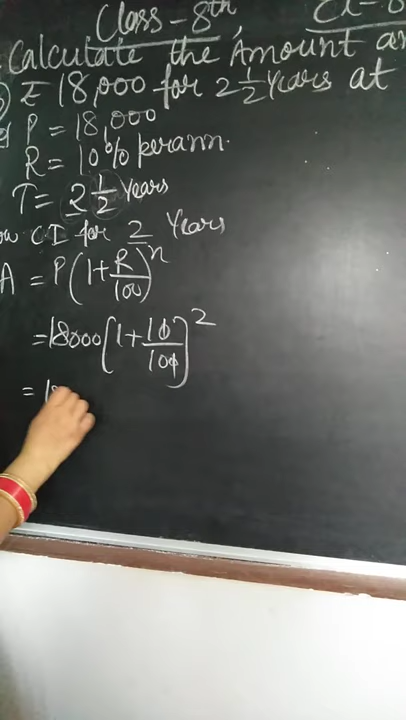 Class-8th,
Calculate the Amount
₹ 18,000 for 2 1/2 Years at
P = 18,000
R = 10% perann.
T = 2 1/2 Years
CI for 2 Years
A = P(1+R/100)^n
=18000[1+10/100]^2
=